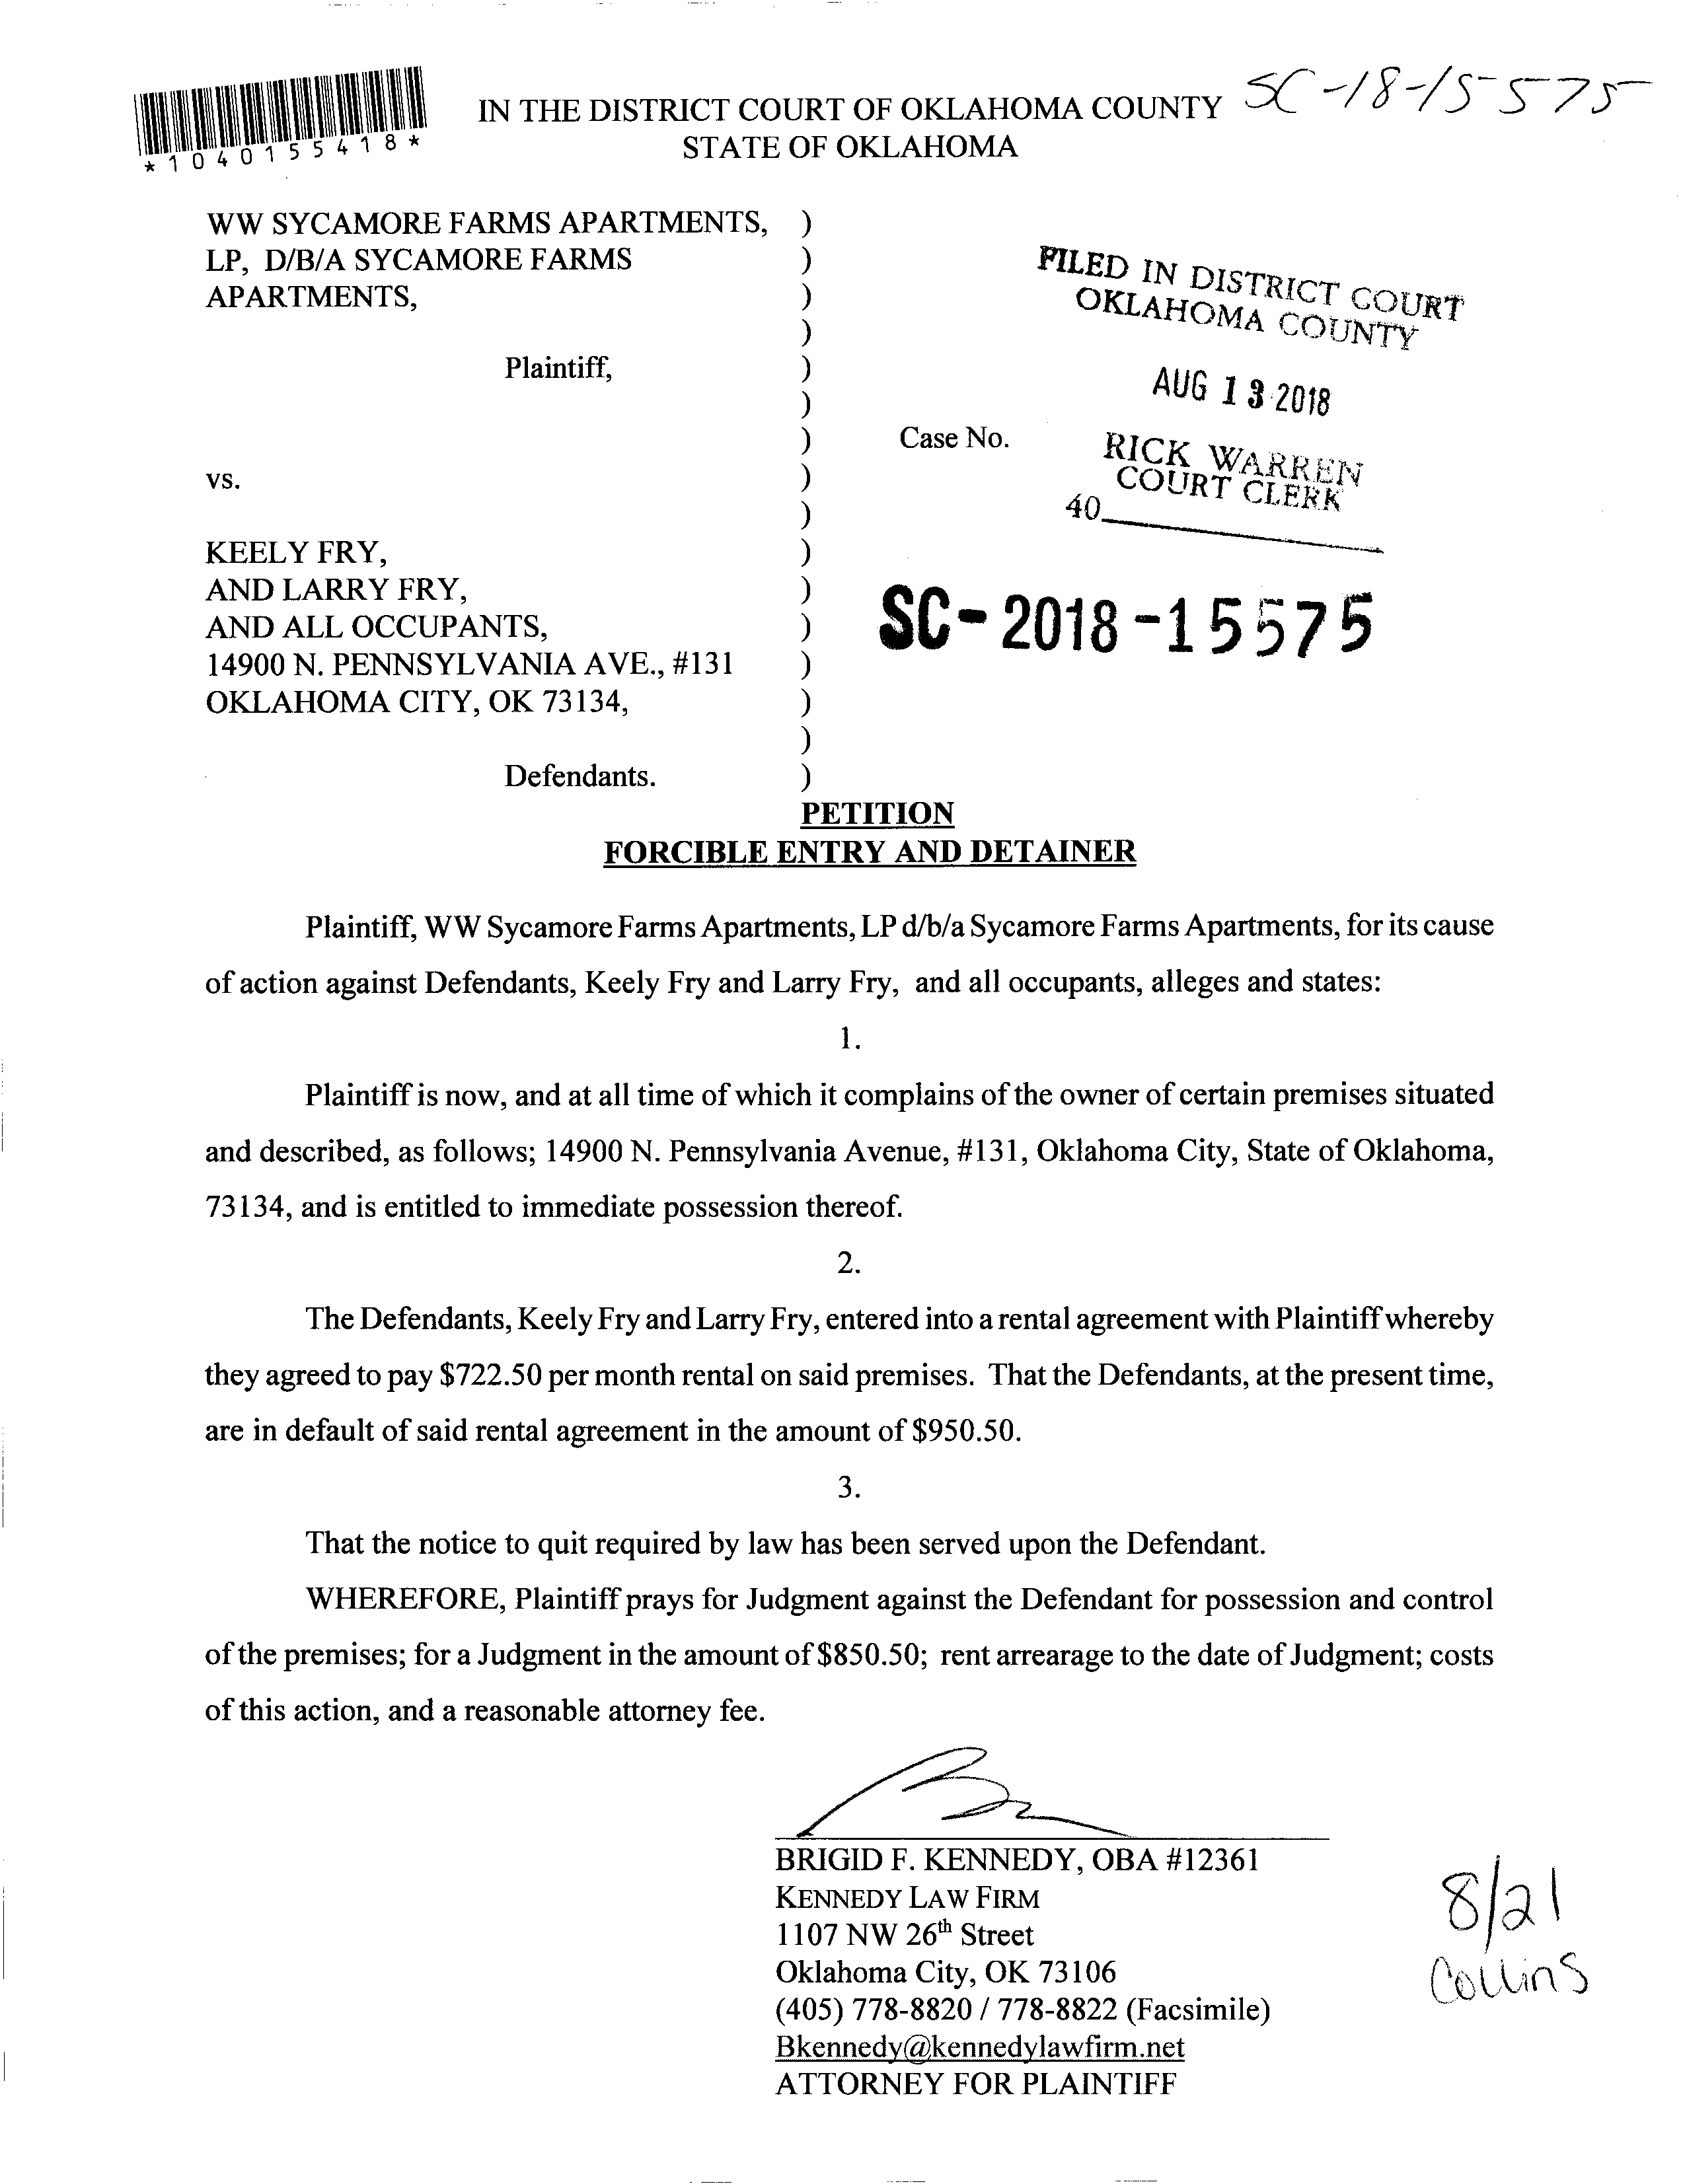 SC-18-15575
*1040155418*
IN THE DISTRICT COURT OF OKLAHOMA COUNTY
STATE OF OKLAHOMA
WW SYCAMORE FARMS APARTMENTS, )
LP, D/B/A SYCAMORE FARMS )
APARTMENTS, )
)
Plaintiff, )
)
) Case No.
vs. )
)
KEELY FRY, )
AND LARRY FRY, )
AND ALL OCCUPANTS, )
14900 N. PENNSYLVANIA AVE., #131 )
OKLAHOMA CITY, OK 73134, )
)
Defendants. )
FILED IN DISTRICT COURT
OKLAHOMA COUNTY
AUG 13 2018
RICK WARREN
COURT CLERK
40
SC-2018-15575
PETITION
FORCIBLE ENTRY AND DETAINER
Plaintiff, WW Sycamore Farms Apartments, LP d/b/a Sycamore Farms Apartments, for its cause
of action against Defendants, Keely Fry and Larry Fry, and all occupants, alleges and states:
1.
Plaintiff is now, and at all time of which it complains of the owner of certain premises situated
and described, as follows; 14900 N. Pennsylvania Avenue, #131, Oklahoma City, State of Oklahoma,
73134, and is entitled to immediate possession thereof.
2.
The Defendants, Keely Fry and Larry Fry, entered into a rental agreement with Plaintiff whereby
they agreed to pay $722.50 per month rental on said premises. That the Defendants, at the present time,
are in default of said rental agreement in the amount of $950.50.
3.
That the notice to quit required by law has been served upon the Defendant.
WHEREFORE, Plaintiff prays for Judgment against the Defendant for possession and control
of the premises; for a Judgment in the amount of $850.50; rent arrearage to the date of Judgment; costs
of this action, and a reasonable attorney fee.
BRIGID F. KENNEDY, OBA #12361
KENNEDY LAW FIRM
1107 NW 26th Street
Oklahoma City, OK 73106
(405) 778-8820 / 778-8822 (Facsimile)
Bkennedy@kennedylawfirm.net
ATTORNEY FOR PLAINTIFF
8/21
Collins